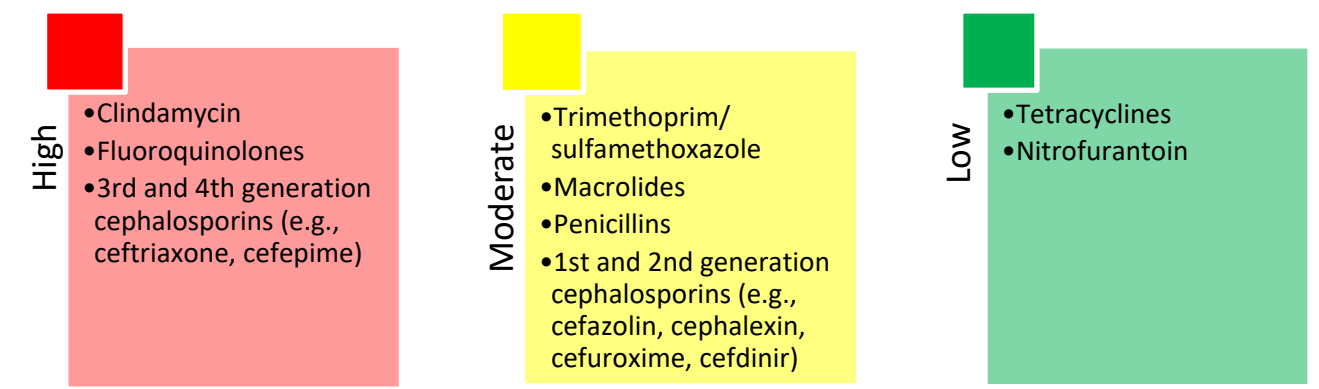 High
•Clindamycin
•Fluoroquinolones
•3rd and 4th generation
cephalosporins (e.g.,
ceftriaxone, cefepime)
Moderate
•Trimethoprim/
sulfamethoxazole
•Macrolides
•Penicillins
•1st and 2nd generation
cephalosporins (e.g.,
cefazolin, cephalexin,
cefuroxime, cefdinir)
Low
•Tetracyclines
•Nitrofurantoin